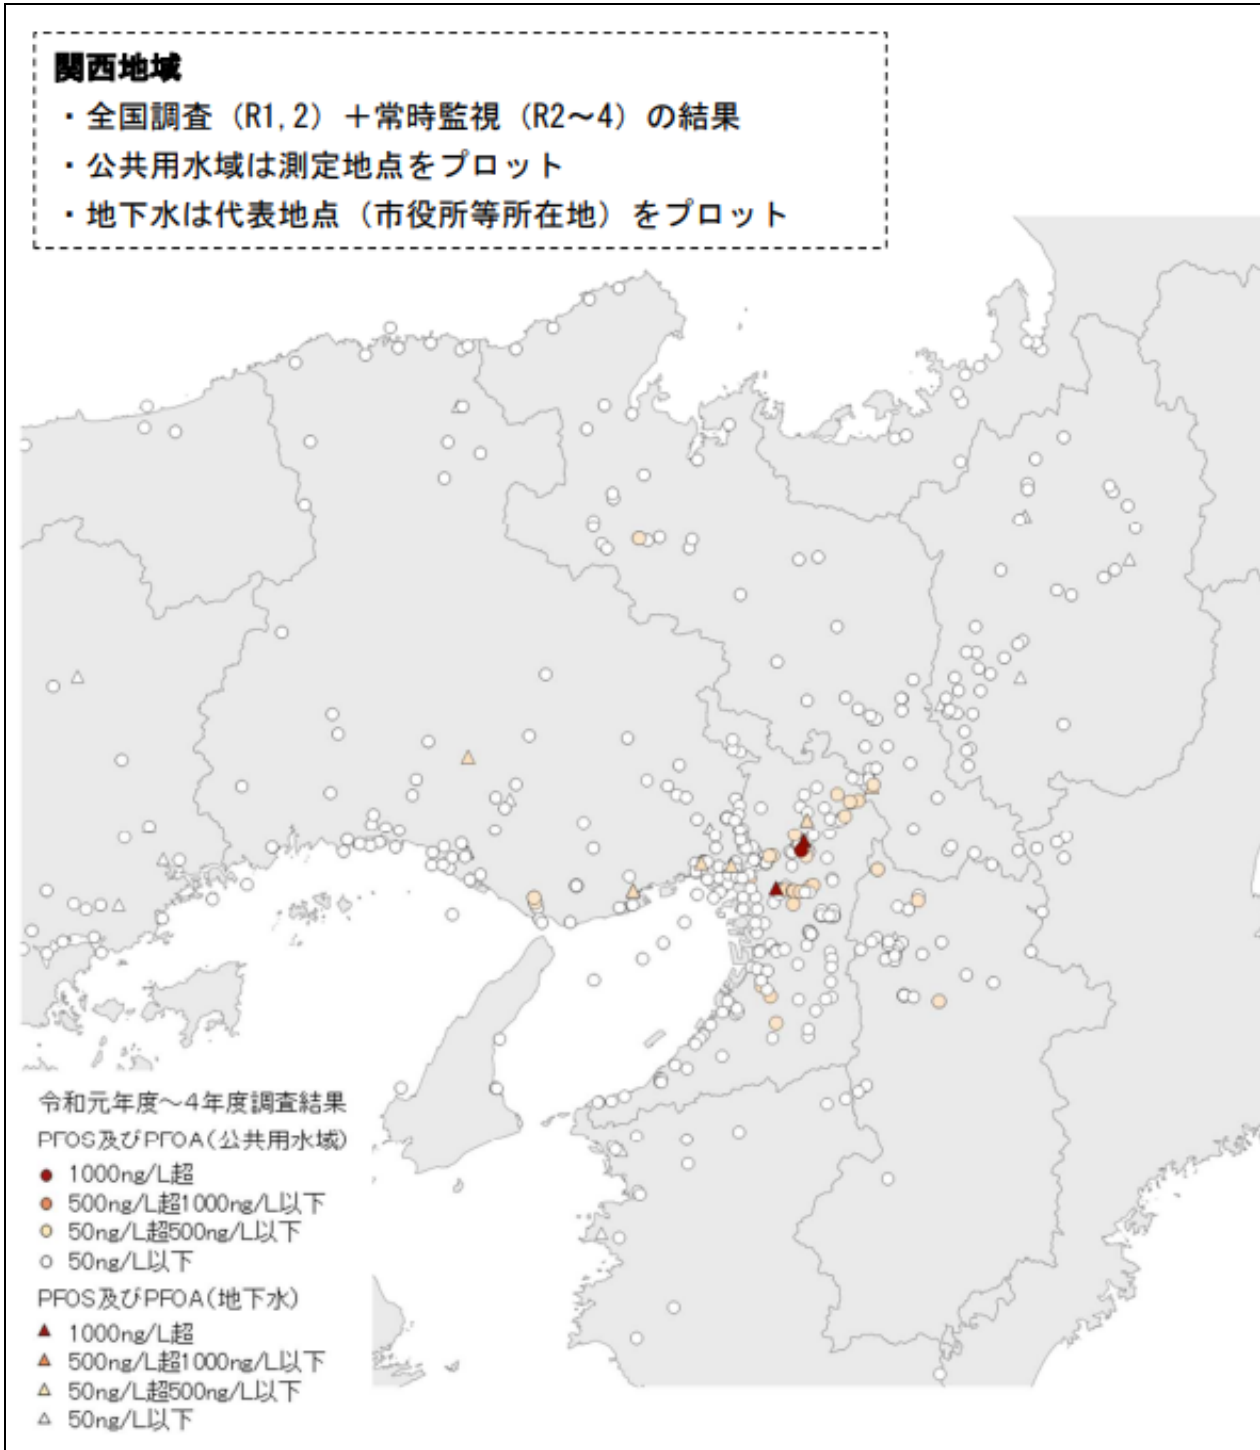 関西地域
・全国調査（R1,2）＋常時監視（R2～4）の結果
・公共用水域は測定地点をプロット
・地下水は代表地点（市役所等所在地）をプロット
令和元年度～4年度調査結果
PFOS及びPFOA(公共用水域)
1000ng/L超
500ng/L超1000ng/L以下
50ng/L超500ng/L以下
50ng/L以下
PFOS及びPFOA(地下水)
1000ng/L超
500ng/L超1000ng/L以下
50ng/L超500ng/L以下
50ng/L以下